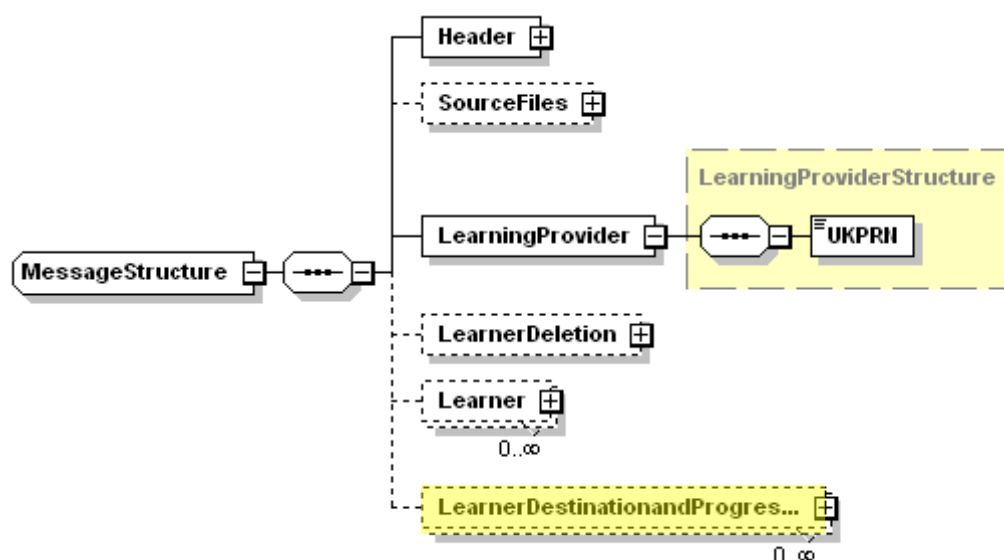 Header
SourceFiles
LearningProviderStructure
LearningProvider
UKPRN
MessageStructure
LearnerDeletion
Learner
0..∞
LearnerDestinationandProgres...
0..∞